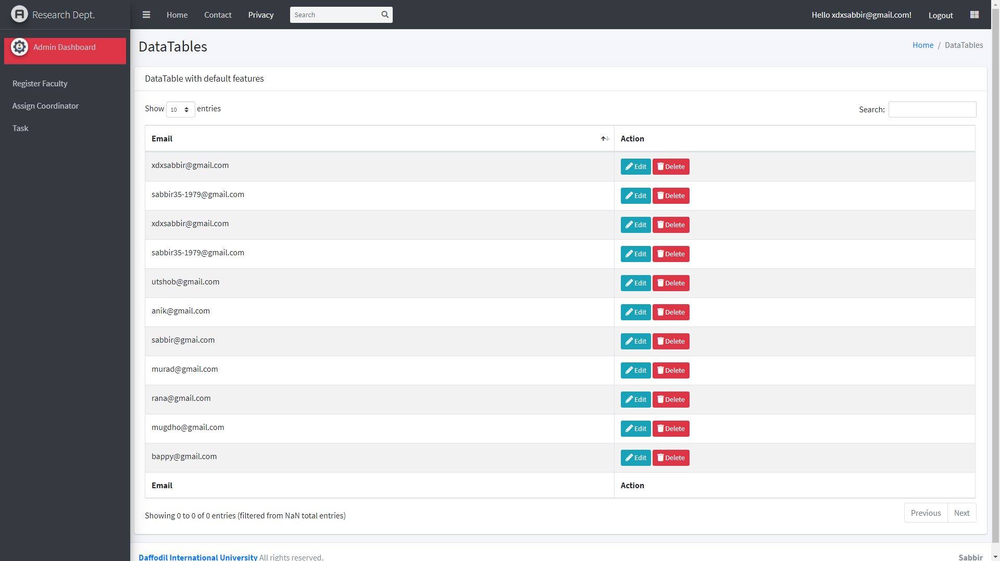 Research Dept.
Home Contact Privacy Search Hello xdxsabbir@gmail.com! Logout
Admin Dashboard
Register Faculty
Assign Coordinator
Task
DataTables
Home / DataTables
DataTable with default features
Show 10 entries Search:
Email Action
xdxsabbir@gmail.com Edit Delete
sabbir35-1979@gmail.com Edit Delete
xdxsabbir@gmail.com Edit Delete
sabbir35-1979@gmail.com Edit Delete
utshob@gmail.com Edit Delete
anik@gmail.com Edit Delete
sabbir@gmai.com Edit Delete
murad@gmail.com Edit Delete
rana@gmail.com Edit Delete
mugdho@gmail.com Edit Delete
bappy@gmail.com Edit Delete
Email Action
Showing 0 to 0 of 0 entries (filtered from NaN total entries) Previous Next
Daffodil International University All rights reserved. Sabbir